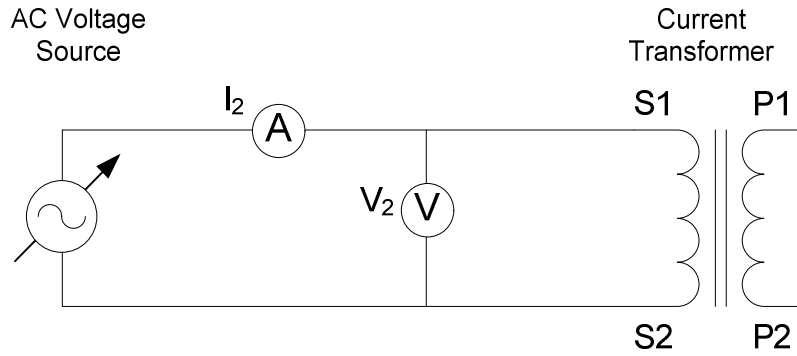 AC Voltage
Source
Current
Transformer
I2
A
S1
P1
V2
V
S2
P2